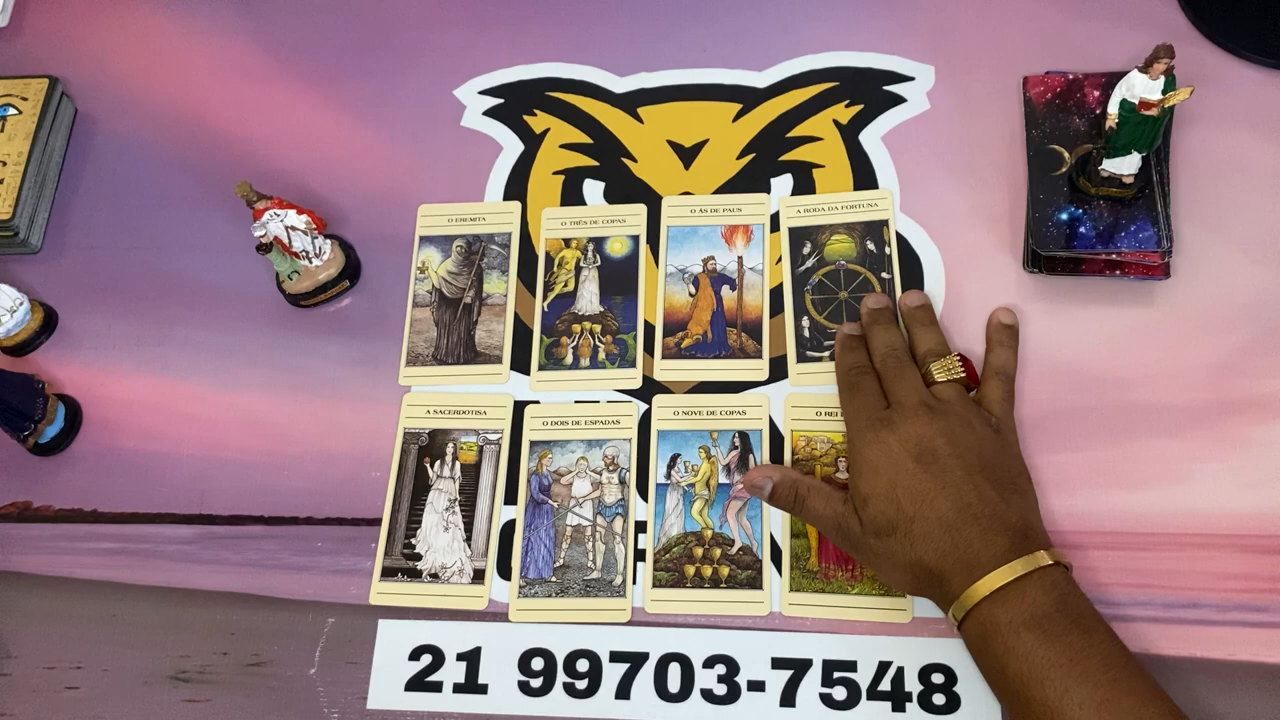 O EREMITA
O TRÊS DE COPAS
O ÁS DE PAUS
A RODA DA FORTUNA
A SACERDOTISA
O DOIS DE ESPADAS
O NOVE DE COPAS
O REI
21 99703-7548